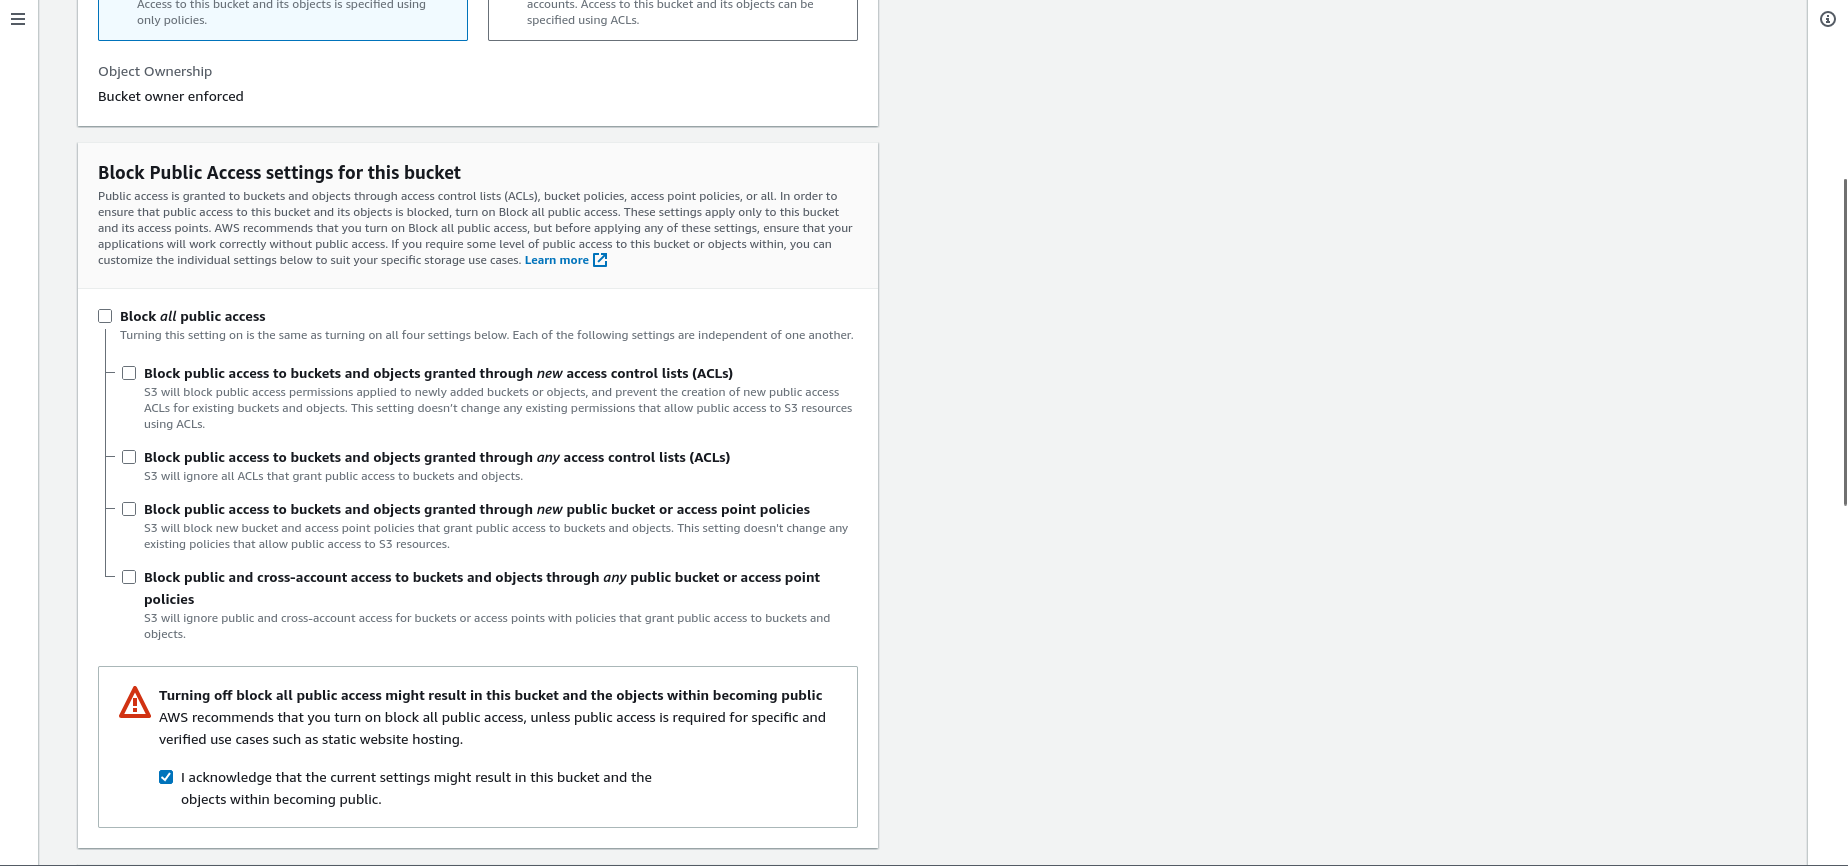 Access to this bucket and its objects is specified using
only policies.
accounts. Access to this bucket and its objects can be
specified using ACLs.
Object Ownership
Bucket owner enforced
Block Public Access settings for this bucket
Public access is granted to buckets and objects through access control lists (ACLs), bucket policies, access point policies, or all. In order to
ensure that public access to this bucket and its objects is blocked, turn on Block all public access. These settings apply only to this bucket
and its access points. AWS recommends that you turn on Block all public access, but before applying any of these settings, ensure that your
applications will work correctly without public access. If you require some level of public access to this bucket or objects within, you can
customize the individual settings below to suit your specific storage use cases. Learn more
Block all public access
Turning this setting on is the same as turning on all four settings below. Each of the following settings are independent of one another.
Block public access to buckets and objects granted through new access control lists (ACLs)
S3 will block public access permissions applied to newly added buckets or objects, and prevent the creation of new public access
ACLs for existing buckets and objects. This setting doesn't change any existing permissions that allow public access to S3 resources
using ACLs.
Block public access to buckets and objects granted through any access control lists (ACLs)
S3 will ignore all ACLs that grant public access to buckets and objects.
Block public access to buckets and objects granted through new public bucket or access point policies
S3 will block new bucket and access point policies that grant public access to buckets and objects. This setting doesn't change any
existing policies that allow public access to S3 resources.
Block public and cross-account access to buckets and objects through any public bucket or access point
policies
S3 will ignore public and cross-account access for buckets or access points with policies that grant public access to buckets and
objects.
Turning off block all public access might result in this bucket and the objects within becoming public
AWS recommends that you turn on block all public access, unless public access is required for specific and
verified use cases such as static website hosting.
I acknowledge that the current settings might result in this bucket and the
objects within becoming public.